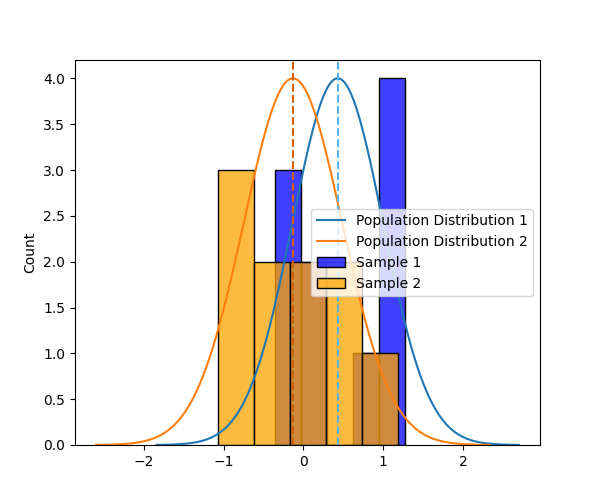 4.0
3.5
3.0
2.5
2.0
1.5
1.0
0.5
0.0
Count
Population Distribution 1
Population Distribution 2
Sample 1
Sample 2
−2 −1 0 1 2